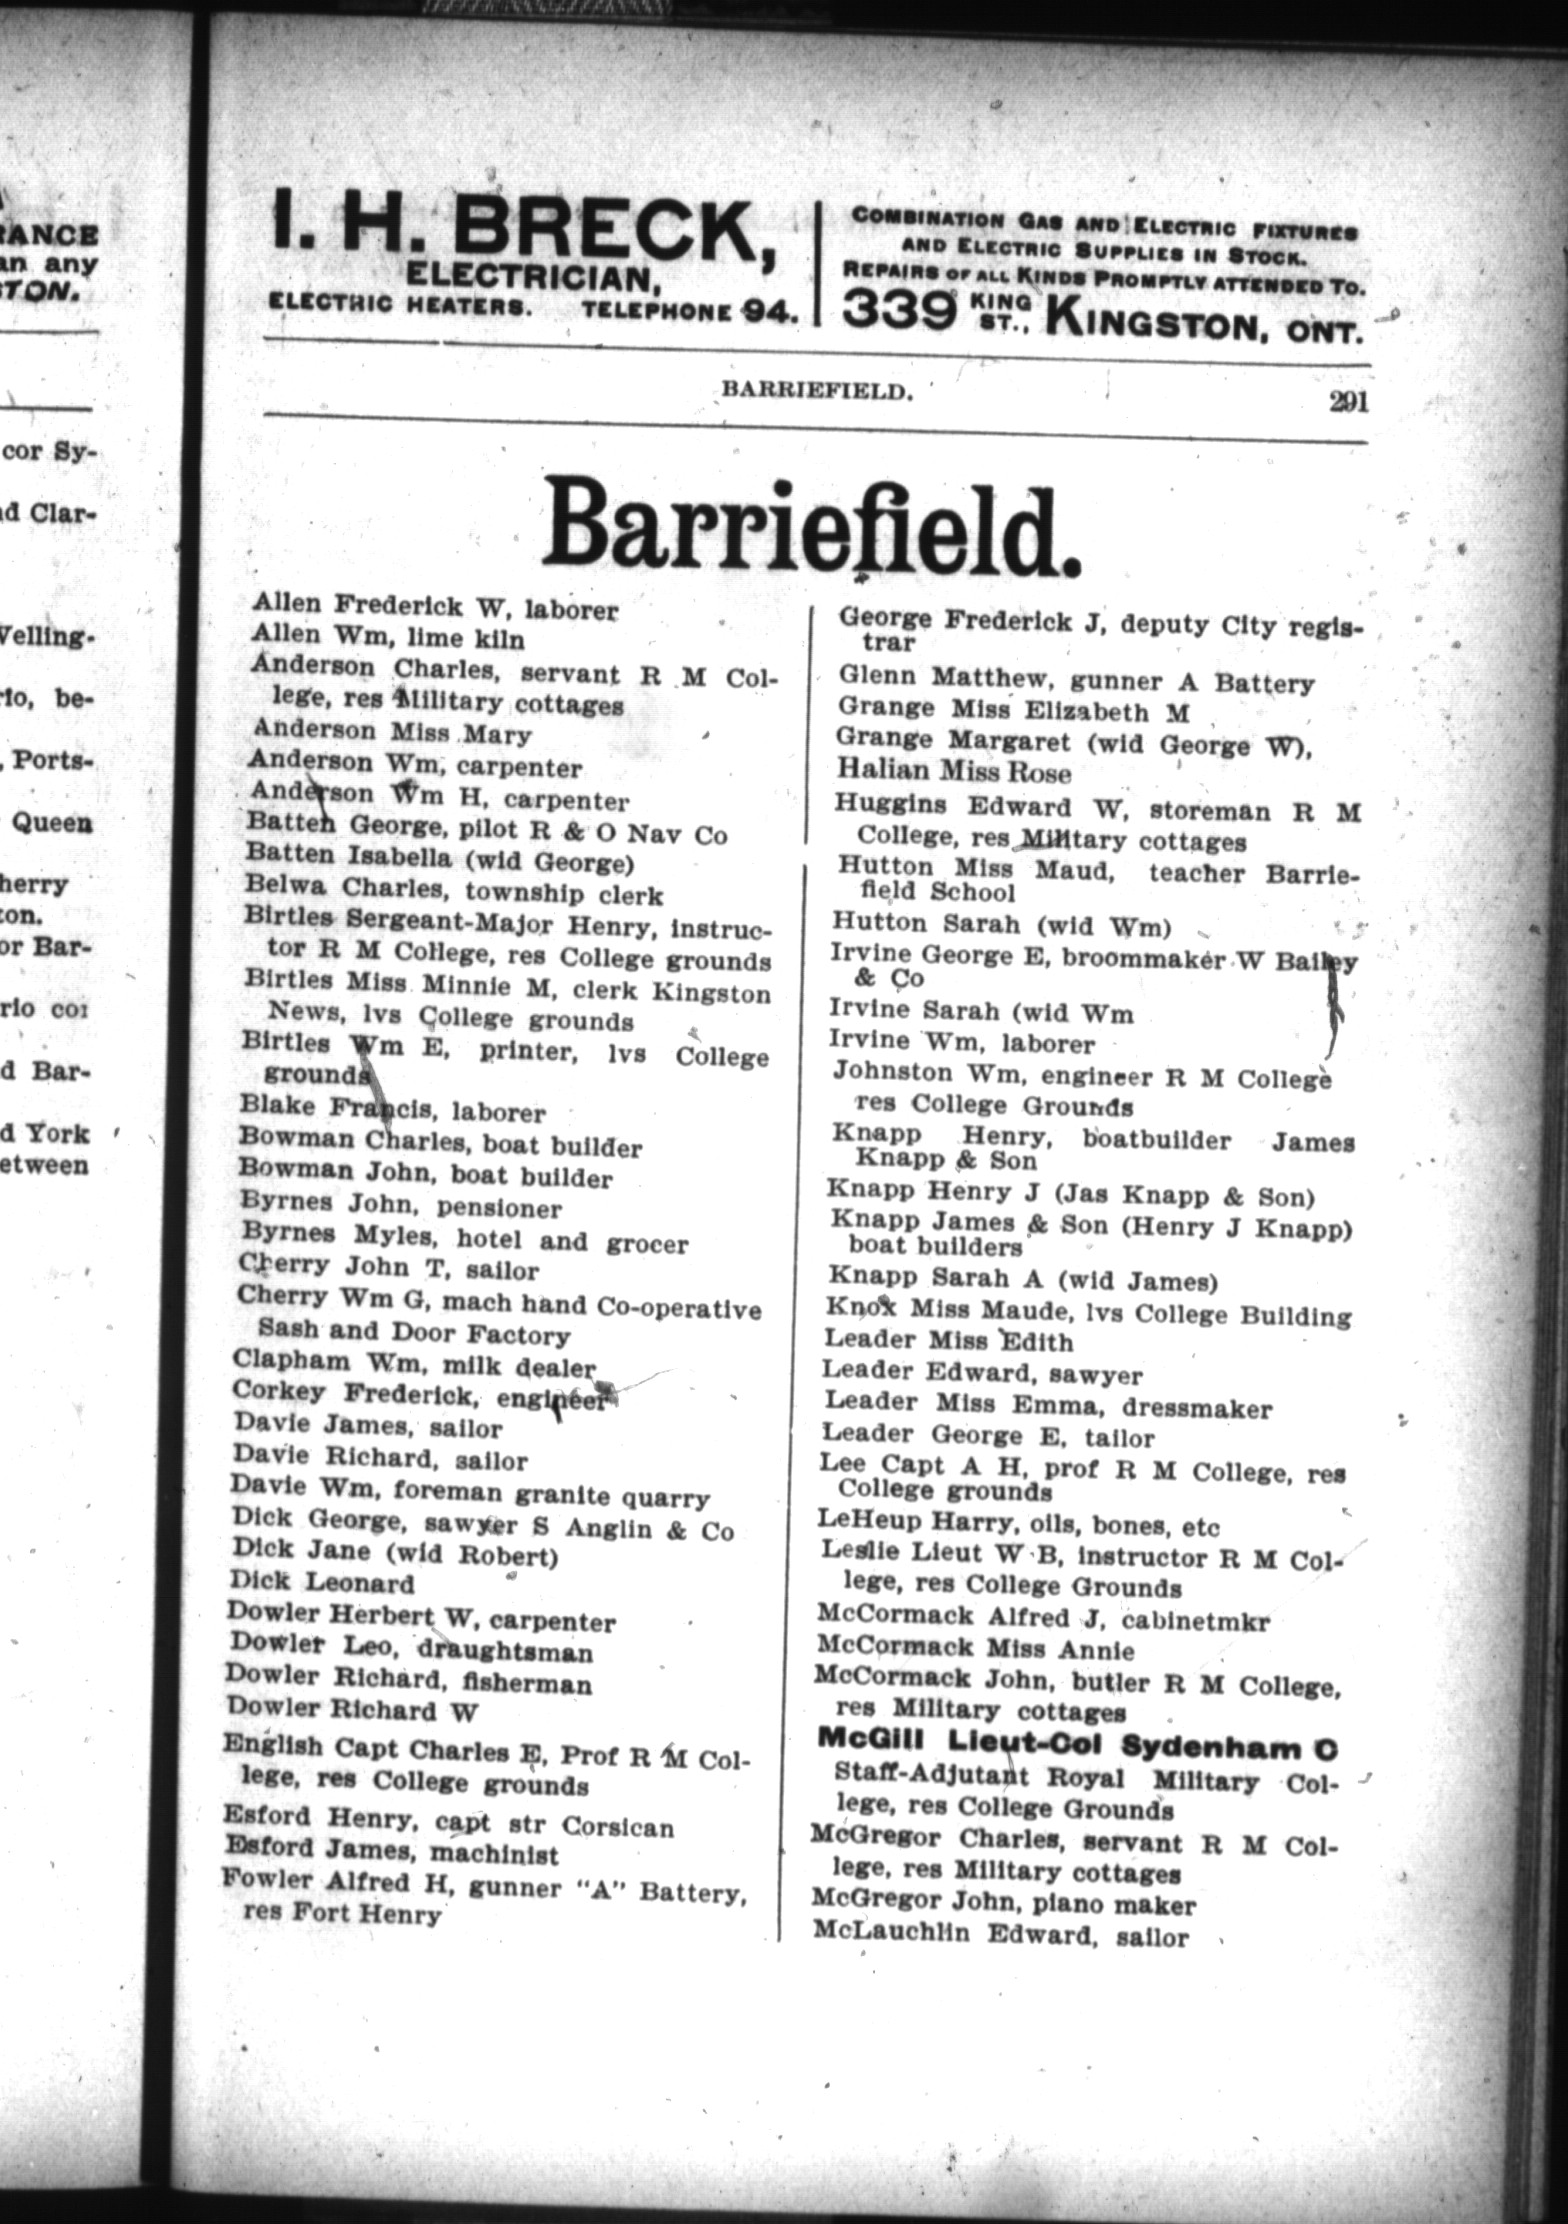 RANCE
an any
STON.
cor Sy-
nd Clar-
Velling-
rio, be-
, Ports-
Queen
herry
ton.
or Bar-
rio co
d Bar-
d York
etween
I. H. BRECK,
ELECTRICIAN,
ELECTRIC HEATERS. TELEPHONE 94.
COMBINATION GAS AND ELECTRIC FIXTURES
AND ELECTRIC SUPPLIES IN STOCK.
REPAIRS OF ALL KINDS PROMPTLY ATTENDED TO.
339 KING ST., KINGSTON, ONT.
BARRIEFIELD. 291
Barriefield.
Allen Frederick W, laborer
Allen Wm, lime kiln
Anderson Charles, servant R M Col-
lege, res Military cottages
Anderson Miss Mary
Anderson Wm, carpenter
Anderson Wm H, carpenter
Batten George, pilot R & O Nav Co
Batten Isabella (wid George)
Belwa Charles, township clerk
Birtles Sergeant-Major Henry, instruc-
tor R M College, res College grounds
Birtles Miss Minnie M, clerk Kingston
News, lvs College grounds
Birtles Wm E, printer, lvs College
grounds
Blake Francis, laborer
Bowman Charles, boat builder
Bowman John, boat builder
Byrnes John, pensioner
Byrnes Myles, hotel and grocer
Cherry John T, sailor
Cherry Wm G, mach hand Co-operative
Sash and Door Factory
Clapham Wm, milk dealer
Corkey Frederick, engineer
Davie James, sailor
Davie Richard, sailor
Davie Wm, foreman granite quarry
Dick George, sawyer S Anglin & Co
Dick Jane (wid Robert)
Dick Leonard
Dowler Herbert W, carpenter
Dowler Leo, draughtsman
Dowler Richard, fisherman
Dowler Richard W
English Capt Charles E, Prof R M Col-
lege, res College grounds
Esford Henry, capt str Corsican
Esford James, machinist
Fowler Alfred H, gunner "A" Battery,
res Fort Henry
George Frederick J, deputy City regis-
trar
Glenn Matthew, gunner A Battery
Grange Miss Elizabeth M
Grange Margaret (wid George W),
Halian Miss Rose
Huggins Edward W, storeman R M
College, res Military cottages
Hutton Miss Maud, teacher Barrie-
field School
Hutton Sarah (wid Wm)
Irvine George E, broommaker W Bailey
& Co
Irvine Sarah (wid Wm
Irvine Wm, laborer
Johnston Wm, engineer R M College
res College Grounds
Knapp Henry, boatbuilder James
Knapp & Son
Knapp Henry J (Jas Knapp & Son)
Knapp James & Son (Henry J Knapp)
boat builders
Knapp Sarah A (wid James)
Knox Miss Maude, lvs College Building
Leader Miss Edith
Leader Edward, sawyer
Leader Miss Emma, dressmaker
Leader George E, tailor
Lee Capt A H, prof R M College, res
College grounds
LeHeup Harry, oils, bones, etc
Leslie Lieut W B, instructor R M Col-
lege, res College Grounds
McCormack Alfred J, cabinetmkr
McCormack Miss Annie
McCormack John, butler R M College,
res Military cottages
McGill Lieut-Col Sydenham C
Staff-Adjutant Royal Military Col-
lege, res College Grounds
McGregor Charles, servant R M Col-
lege, res Military cottages
McGregor John, piano maker
McLauchlin Edward, sailor